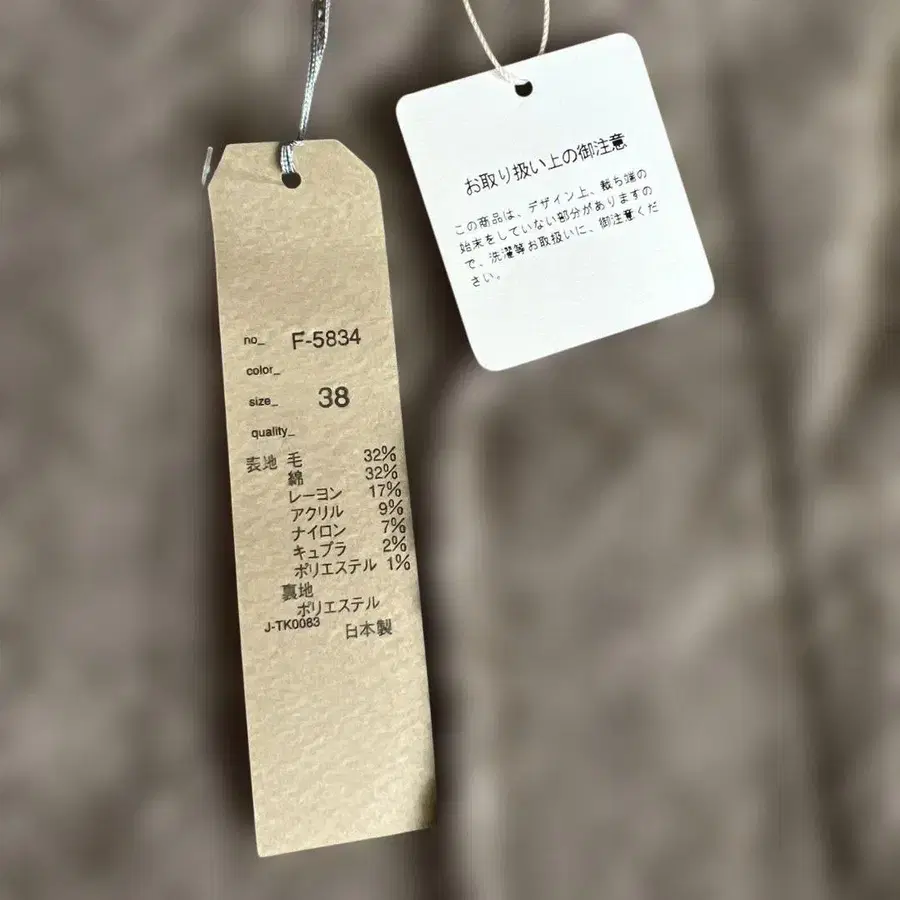 no_ F-5834
color_
size_ 38
quality_
表地 毛 32%
綿 32%
レーヨン 17%
アクリル 9%
ナイロン 7%
キュプラ 2%
ポリエステル 1%
裏地
ポリエステル
J-TK0083
日本製
お取り扱い上の御注意
この商品は、デザイン上、裁ち端の
始末をしていない部分がありますの
で、洗濯等お取扱いに、御注意くだ
さい。